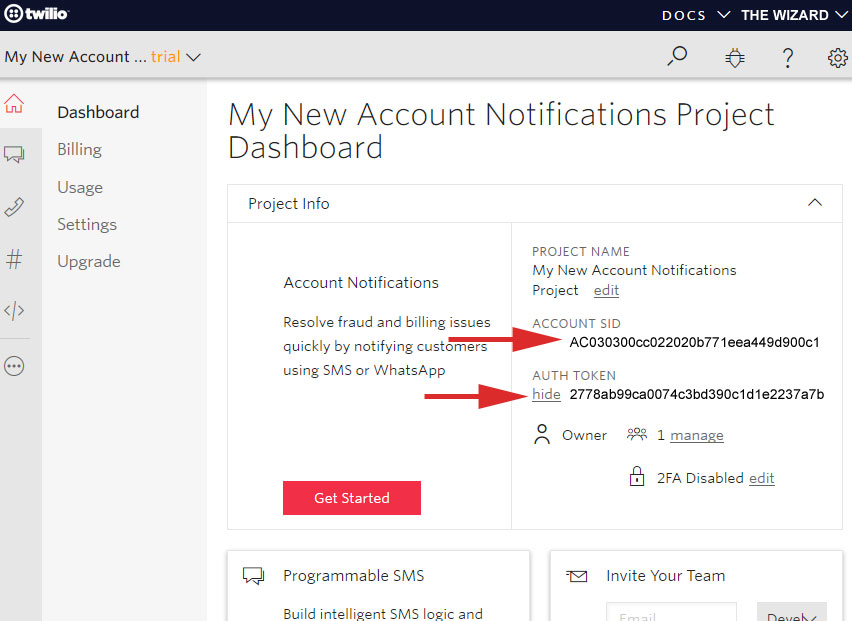 twilio
DOCS THE WIZARD
My New Account ... trial
Dashboard
Billing
Usage
Settings
Upgrade
My New Account Notifications Project
Dashboard
Project Info
Account Notifications
Resolve fraud and billing issues
quickly by notifying customers
using SMS or WhatsApp
Get Started
PROJECT NAME
My New Account Notifications
Project edit
ACCOUNT SID
AC030300cc022020b771eea449d900c1
AUTH TOKEN
hide 2778ab99ca0074c3bd390c1d1e2237a7b
Owner 1 manage
2FA Disabled edit
Programmable SMS
Build intelligent SMS logic and
Invite Your Team
Email